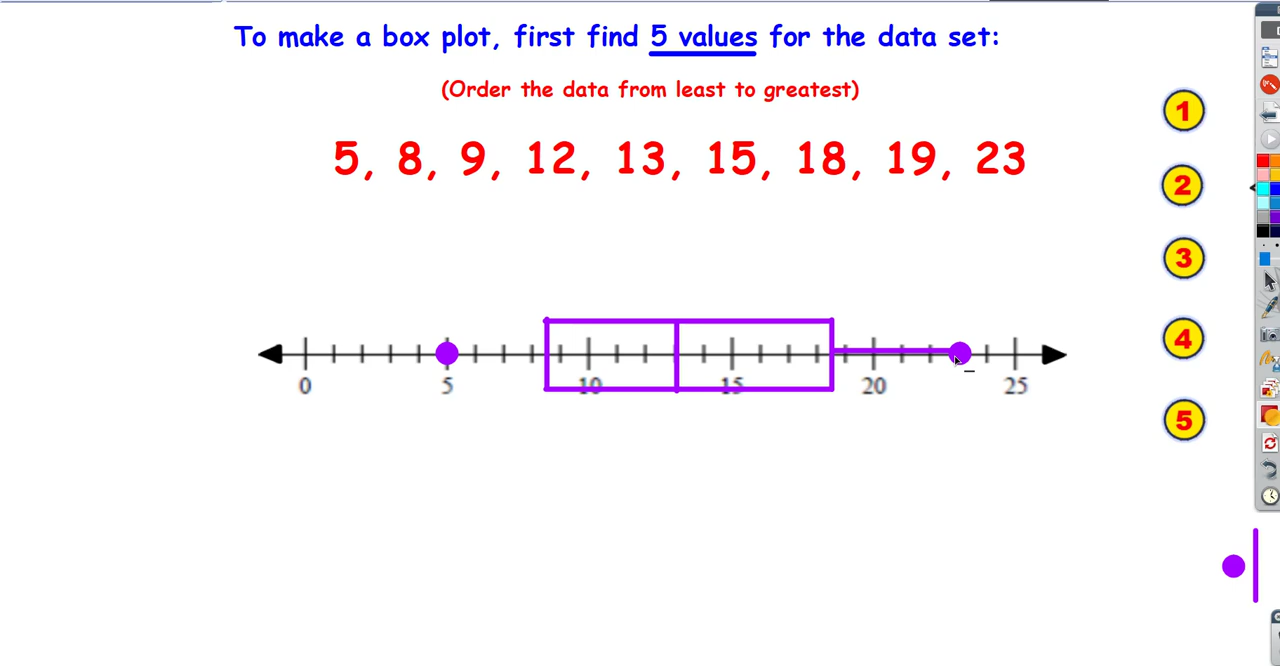 To make a box plot, first find 5 values for the data set:
(Order the data from least to greatest)
5, 8, 9, 12, 13, 15, 18, 19, 23
1
2
3
4
5
0 5 10 15 20 25